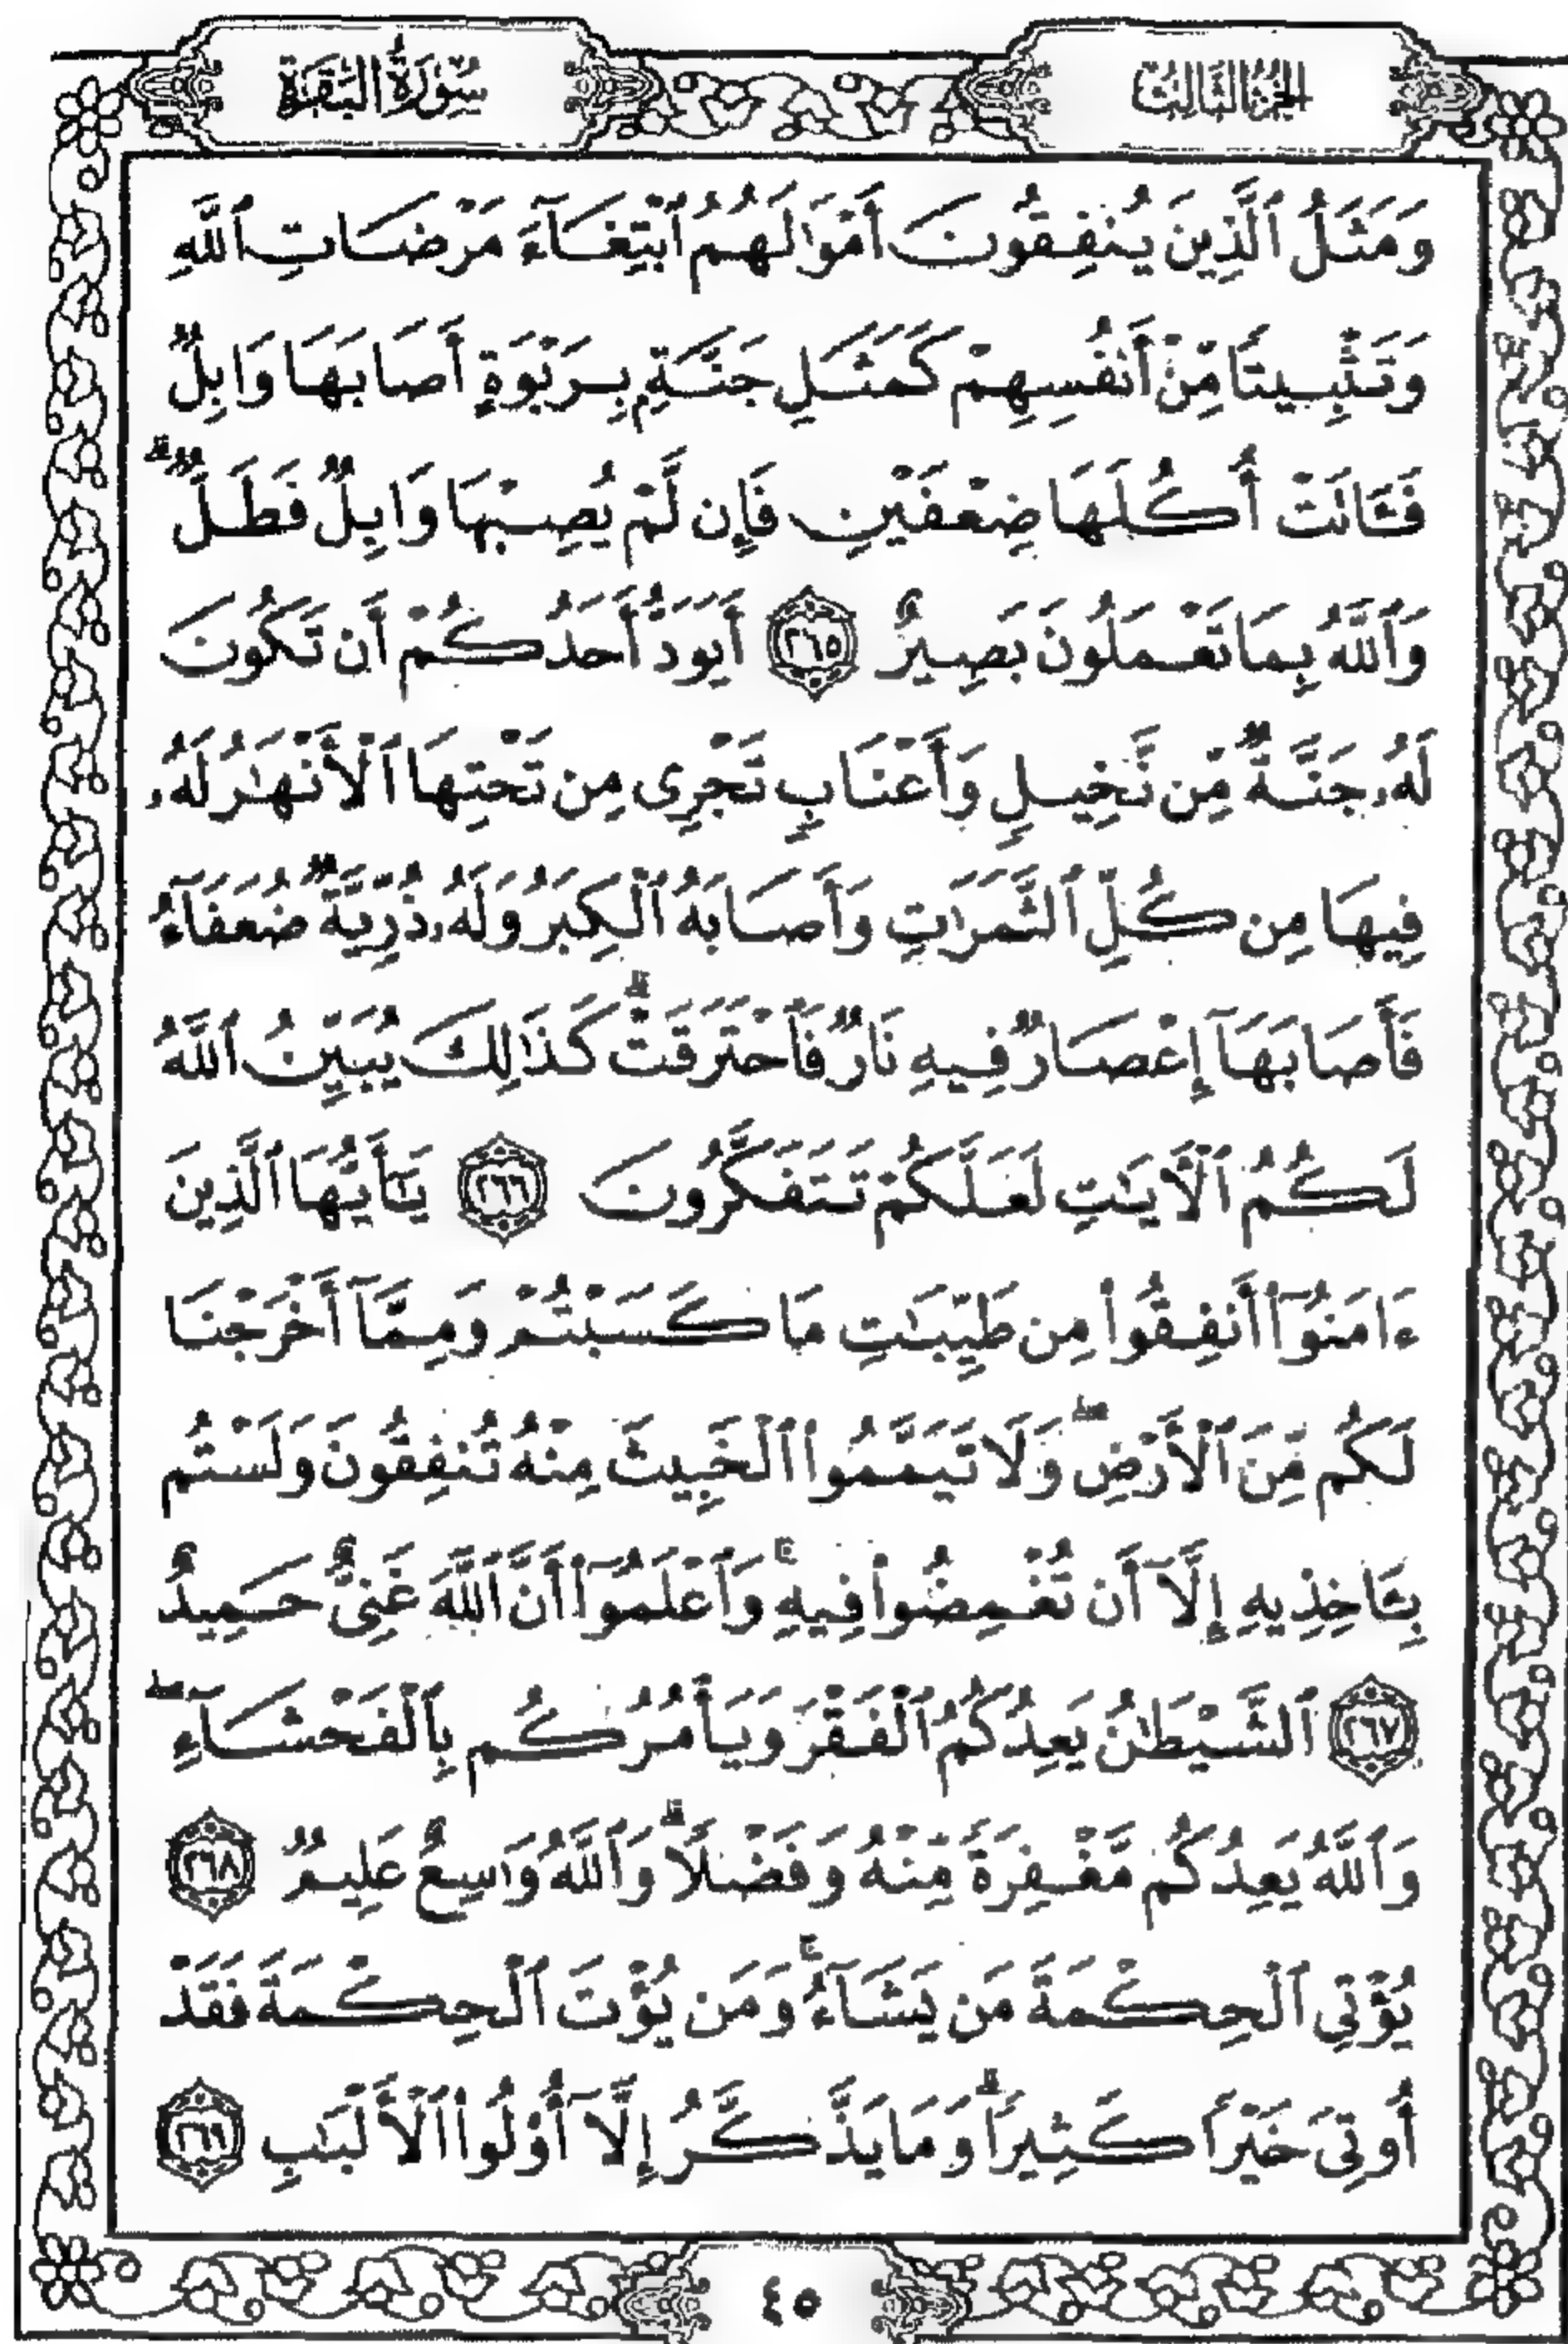 الجزء الثالث
سورة البقرة
وَمَثَلُ ٱلَّذِينَ يُنفِقُونَ أَمْوَٰلَهُمُ ٱبْتِغَآءَ مَرْضَاتِ ٱللَّهِ
وَتَثْبِيتًا مِّنْ أَنفُسِهِمْ كَمَثَلِ جَنَّةٍۭ بِرَبْوَةٍ أَصَابَهَا وَابِلٌ
فَـَٔاتَتْ أُكُلَهَا ضِعْفَيْنِ فَإِن لَّمْ يُصِبْهَا وَابِلٌ فَطَلٌّ ۗ
وَٱللَّهُ بِمَا تَعْمَلُونَ بَصِيرٌ ٢٦٥ أَيَوَدُّ أَحَدُكُمْ أَن تَكُونَ
لَهُۥ جَنَّةٌ مِّن نَّخِيلٍ وَأَعْنَابٍ تَجْرِى مِن تَحْتِهَا ٱلْأَنْهَٰرُ لَهُۥ
فِيهَا مِن كُلِّ ٱلثَّمَرَٰتِ وَأَصَابَهُ ٱلْكِبَرُ وَلَهُۥ ذُرِّيَّةٌ ضُعَفَآءُ
فَأَصَابَهَآ إِعْصَارٌ فِيهِ نَارٌ فَٱحْتَرَقَتْ ۗ كَذَٰلِكَ يُبَيِّنُ ٱللَّهُ
لَكُمُ ٱلْأَيَٰتِ لَعَلَّكُمْ تَتَفَكَّرُونَ ٢٦٦ يَٰٓأَيُّهَا ٱلَّذِينَ
ءَامَنُوٓا۟ أَنفِقُوا۟ مِن طَيِّبَٰتِ مَا كَسَبْتُمْ وَمِمَّآ أَخْرَجْنَا
لَكُم مِّنَ ٱلْأَرْضِ ۖ وَلَا تَيَمَّمُوا۟ ٱلْخَبِيثَ مِنْهُ تُنفِقُونَ وَلَسْتُم
بِـَٔاخِذِيهِ إِلَّآ أَن تُغْمِضُوا۟ فِيهِ ۚ وَٱعْلَمُوٓا۟ أَنَّ ٱللَّهَ غَنِىٌّ حَمِيدٌ
٢٦٧ ٱلشَّيْطَٰنُ يَعِدُكُمُ ٱلْفَقْرَ وَيَأْمُرُكُم بِٱلْفَحْشَآءِ ۖ
وَٱللَّهُ يَعِدُكُم مَّغْفِرَةً مِّنْهُ وَفَضْلًا ۗ وَٱللَّهُ وَٰسِعٌ عَلِيمٌ ٢٦٨
يُؤْتِى ٱلْحِكْمَةَ مَن يَشَآءُ ۚ وَمَن يُؤْتَ ٱلْحِكْمَةَ فَقَدْ
أُوتِىَ خَيْرًا كَثِيرًا ۗ وَمَا يَذَّكَّرُ إِلَّآ أُو۟لُوا۟ ٱلْأَلْبَٰبِ ٢٦٩
٤٥